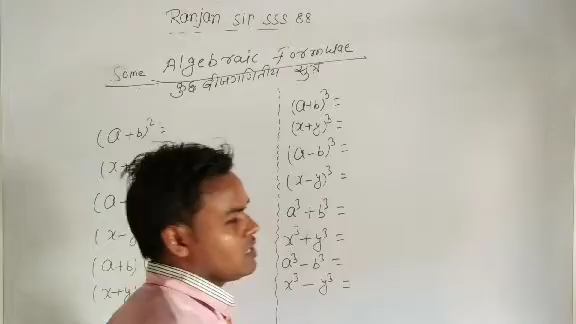 Ranjan SIP SSS 88
Some Algebraic Formulae
कुछ बीजगणितीय सूत्र
(a+b)²=
(x+
(a-
(x-y
(a+b)
(x+y)
(a+b)³=
(x+y)³=
(a-b)³=
(x-y)³=
a³+b³=
x³+y³=
a³-b³=
x³-y³=